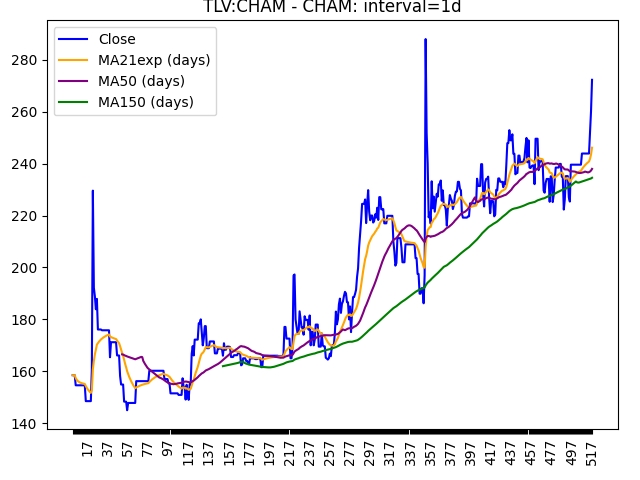 TLV:CHAM - CHAM: interval=1d
Close
MA21exp (days)
MA50 (days)
MA150 (days)
280
260
240
220
200
180
160
140
17 37 57 77 97 117 137 157 177 197 217 237 257 277 297 317 337 357 377 397 417 437 457 477 497 517